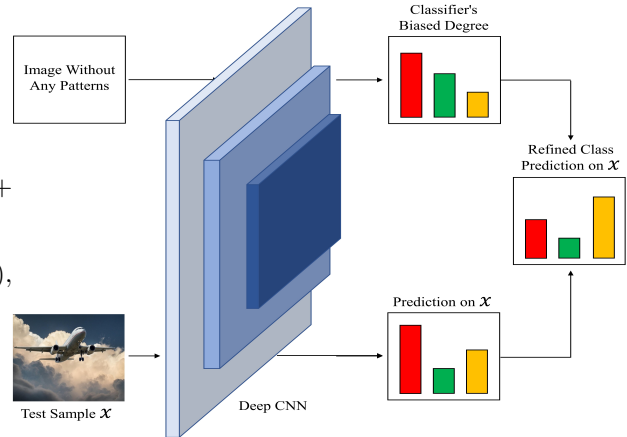 Classifier's
Biased Degree
Image Without
Any Patterns
Refined Class
Prediction on 𝒳
+
),
Prediction on 𝒳
Deep CNN
Test Sample 𝒳